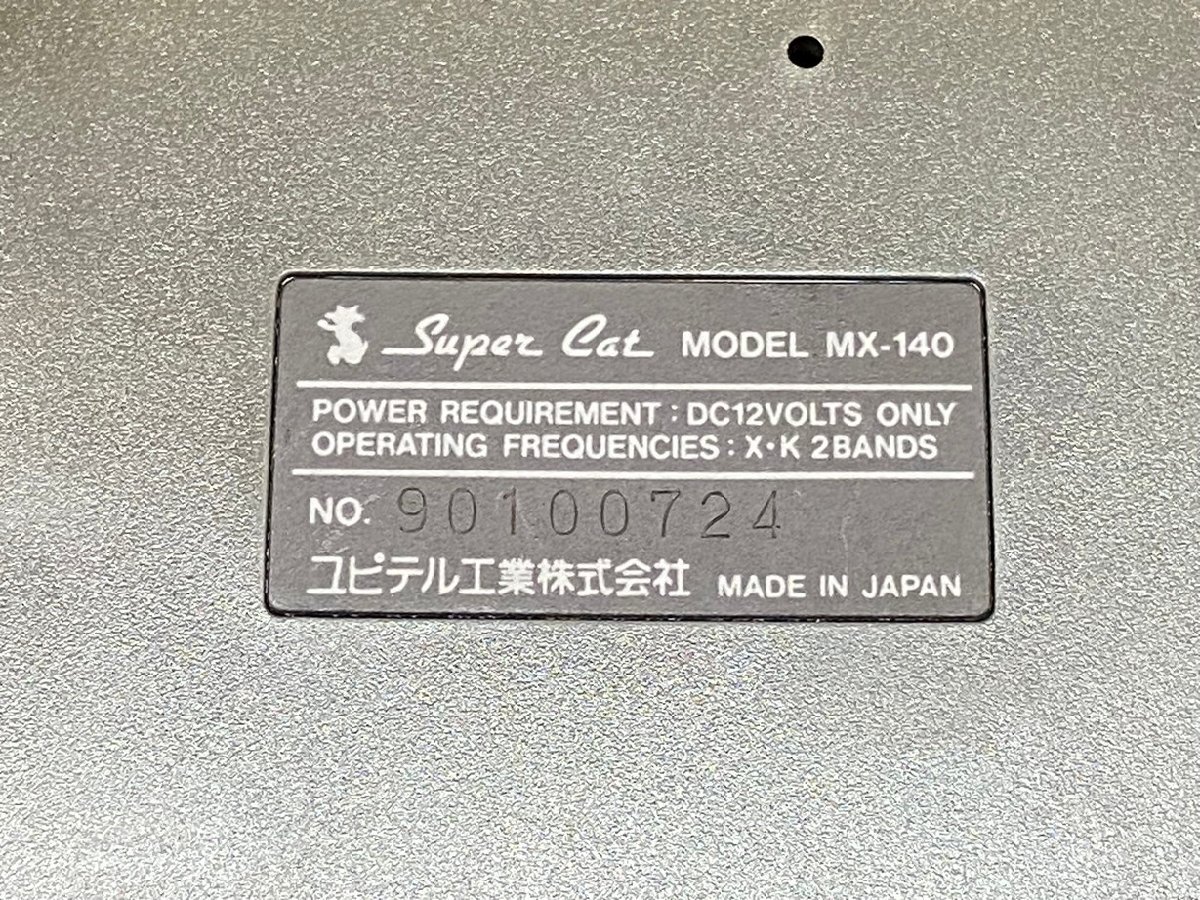 Super Cat MODEL MX-140
POWER REQUIREMENT : DC12VOLTS ONLY
OPERATING FREQUENCIES : X・K 2BANDS
NO. 90100724
ユピテル工業株式会社 MADE IN JAPAN